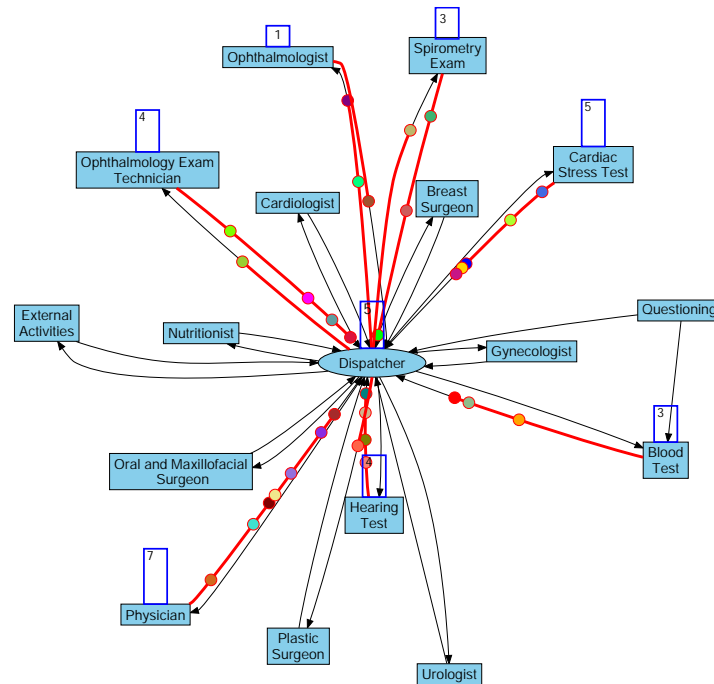 3
1
Ophthalmologist
Spirometry
Exam
5
4
Cardiac
Stress Test
Ophthalmology Exam
Technician
Cardiologist
Breast
Surgeon
External
Activities
Nutritionist
5
Questioning
Dispatcher
Gynecologist
3
Blood
Test
Oral and Maxillofacial
Surgeon
4
Hearing
Test
7
Physician
Plastic
Surgeon
Urologist